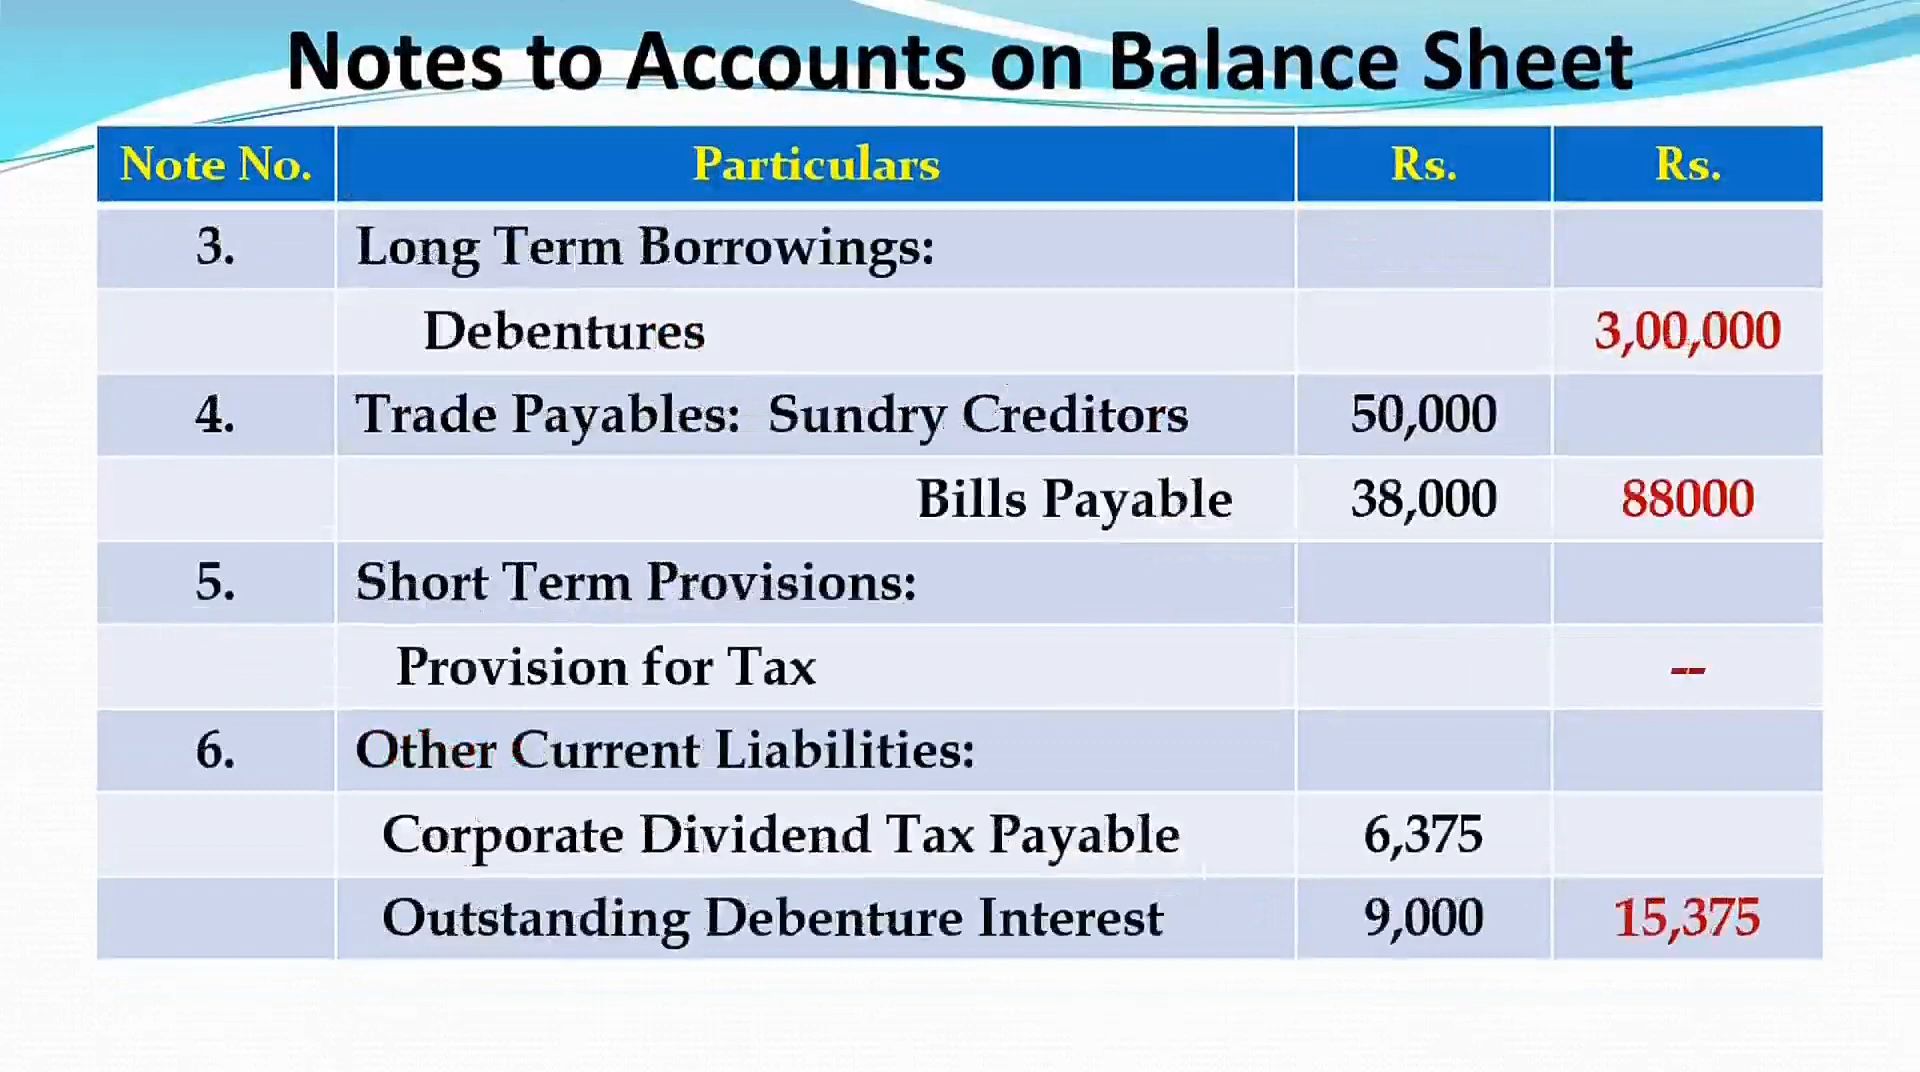 Notes to Accounts on Balance Sheet
Note No. Particulars Rs. Rs.
3. Long Term Borrowings:
Debentures 3,00,000
4. Trade Payables: Sundry Creditors 50,000
Bills Payable 38,000 88000
5. Short Term Provisions:
Provision for Tax --
6. Other Current Liabilities:
Corporate Dividend Tax Payable 6,375
Outstanding Debenture Interest 9,000 15,375